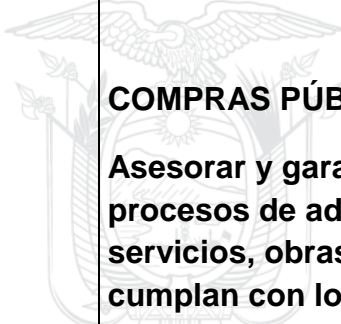 COMPRAS PÚB
Asesorar y gara
procesos de ad
servicios, obras
cumplan con lo